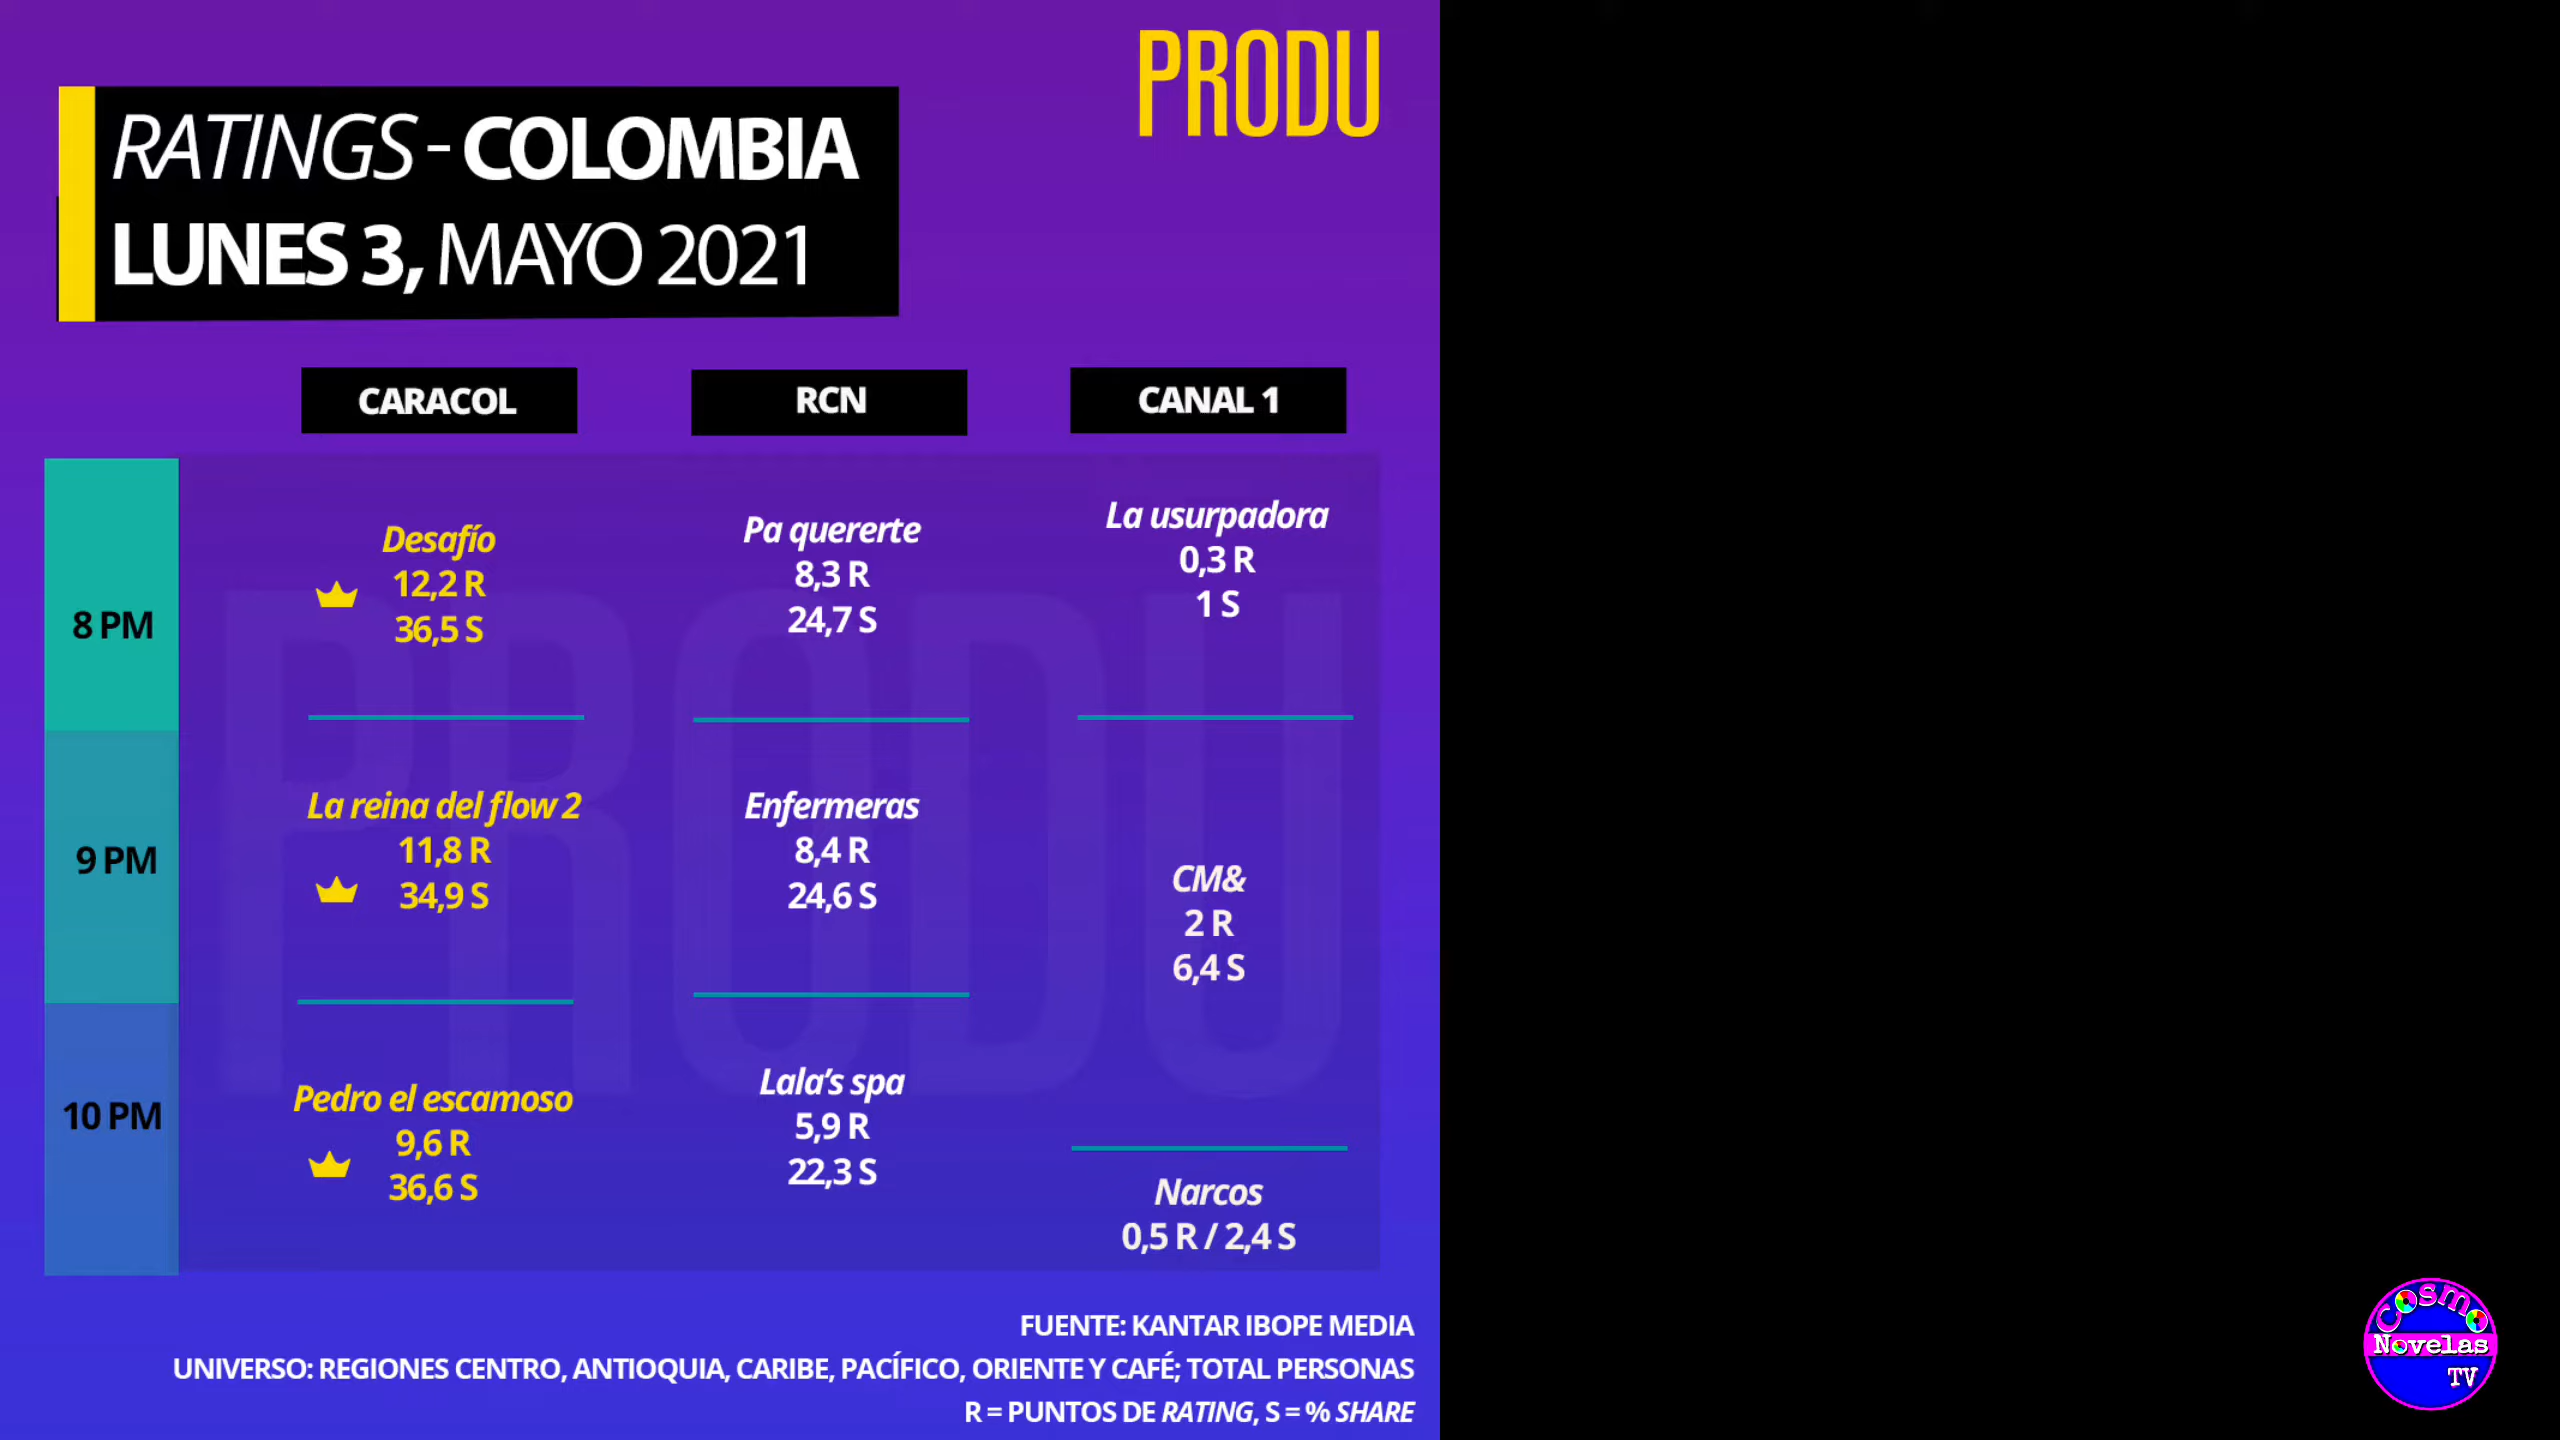 PRODU
RATINGS - COLOMBIA
LUNES 3, MAYO 2021
CARACOL
RCN
CANAL 1
8 PM
Desafío
12,2 R
36,5 S
Pa quererte
8,3 R
24,7 S
La usurpadora
0,3 R
1 S
9 PM
La reina del flow 2
11,8 R
34,9 S
Enfermeras
8,4 R
24,6 S
CM&
2 R
6,4 S
10 PM
Pedro el escamoso
9,6 R
36,6 S
Lala's spa
5,9 R
22,3 S
Narcos
0,5 R / 2,4 S
PRODU
FUENTE: KANTAR IBOPE MEDIA
UNIVERSO: REGIONES CENTRO, ANTIOQUIA, CARIBE, PACÍFICO, ORIENTE Y CAFÉ; TOTAL PERSONAS
R = PUNTOS DE RATING, S = % SHARE
Cosmo
Novelas
TV